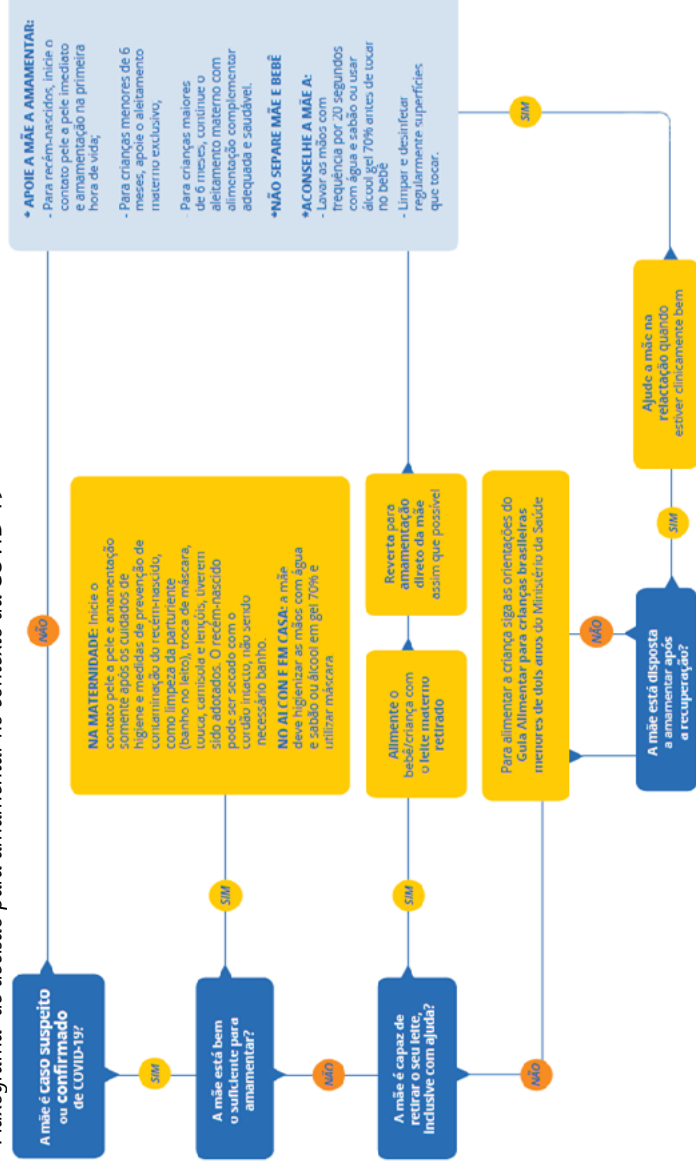 de decisão para amamentar
A mãe é caso suspeito
ou confirmado
de COVID-19?
NÃO
SIM
A mãe está bem
o suficiente para
amamentar?
SIM
NÃO
A mãe é capaz de
retirar o seu leite,
inclusive com ajuda?
SIM
NÃO
NA MATERNIDADE: Inicie o
contato pele a pele e amamentação
somente após os cuidados de
higiene e medidas de prevenção de
contaminação do recém-nascido,
como limpeza da parturiente
(banho no leito), troca de máscara,
touca, camisola e lençóis, tiverem
sido adotados. O recém-nascido
pode ser secado com o
cordão intacto, não sendo
necessário banho.
NO ALCON E EM CASA: a mãe
deve higienizar as mãos com água
e sabão ou álcool em gel 70% e
utilizar máscara
Alimente o
bebê/criança com
o leite materno
retirado
Reverta para
amamentação
direto da mãe
assim que possível
Para alimentar a criança siga as orientações do
Guia Alimentar para crianças brasileiras
menores de dois anos do Ministério da Saúde
NÃO
A mãe está disposta
a amamentar após
a recuperação?
SIM
Ajude a mãe na
relactação quando
estiver clinicamente bem
SIM
* APOIE A MÃE A AMAMENTAR:
- Para recém-nascidos, inicie o
contato pele a pele imediato
e amamentação na primeira
hora de vida;
- Para crianças menores de 6
meses, apoie o aleitamento
materno exclusivo,
Para crianças maiores
de 6 meses, continue o
aleitamento materno com
alimentação complementar
adequada e saudável.
*NÃO SEPARE MÃE E BEBÊ
*ACONSELHE A MÃE A:
- Lavar as mãos com
frequência por 20 segundos
com água e sabão ou usar
álcool gel 70% antes de tocar
no bebê
- Limpar e desinfetar
regularmente superfícies
que tocar.